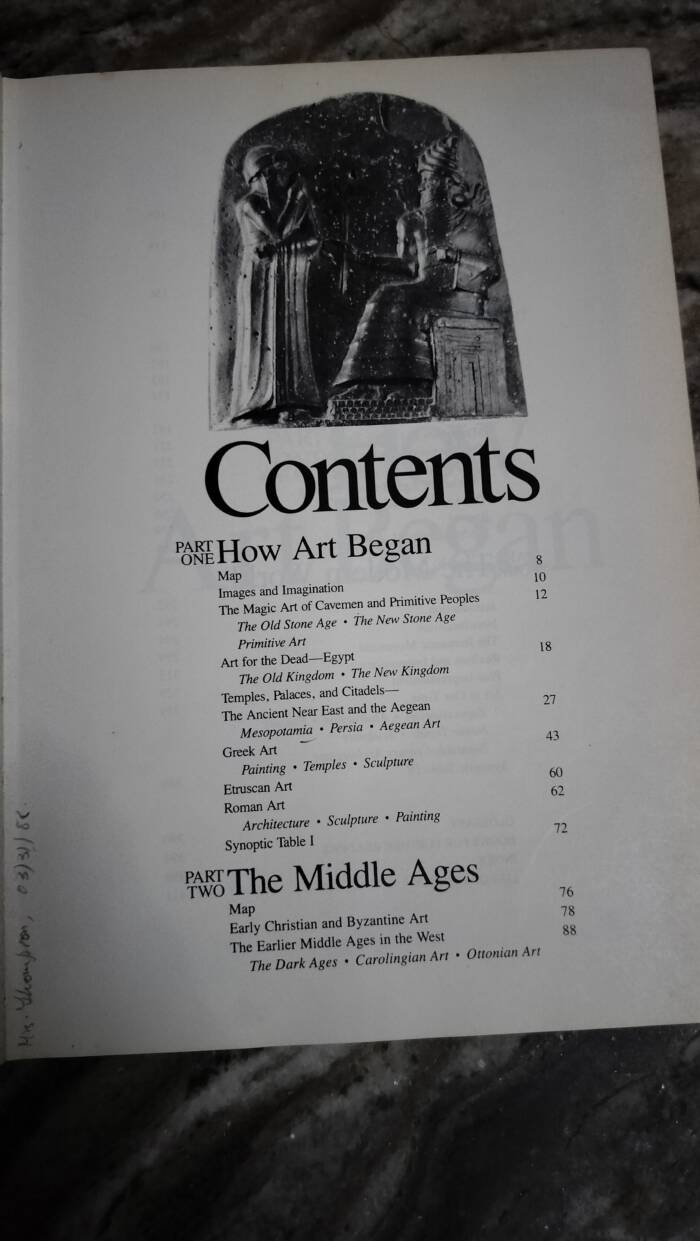 Contents
PART ONE How Art Began
Map 8
Images and Imagination 10
The Magic Art of Cavemen and Primitive Peoples 12
The Old Stone Age • The New Stone Age
Primitive Art
Art for the Dead—Egypt 18
The Old Kingdom • The New Kingdom
Temples, Palaces, and Citadels—
The Ancient Near East and the Aegean 27
Mesopotamia • Persia • Aegean Art
Greek Art 43
Painting • Temples • Sculpture
Etruscan Art 60
Roman Art 62
Architecture • Sculpture • Painting
Synoptic Table I 72
PART TWO The Middle Ages
Map 76
Early Christian and Byzantine Art 78
The Earlier Middle Ages in the West 88
The Dark Ages • Carolingian Art • Ottonian Art
Thompson,